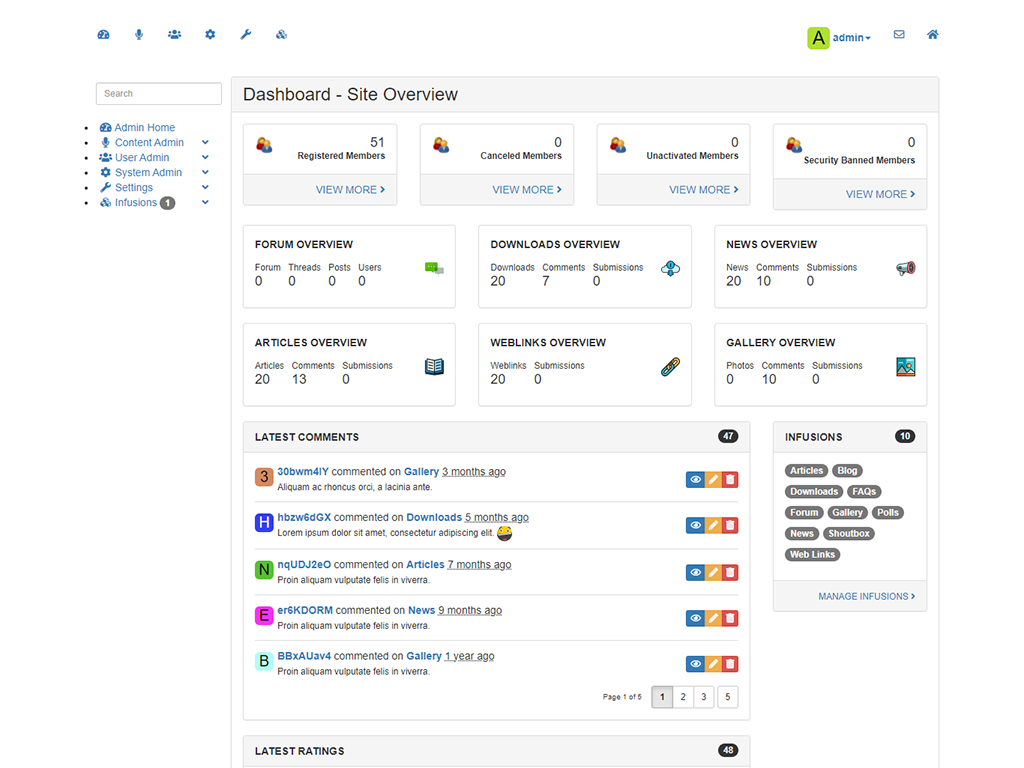 A admin
Search
Admin Home
Content Admin
User Admin
System Admin
Settings
Infusions 1
Dashboard - Site Overview
51
Registered Members
VIEW MORE
0
Canceled Members
VIEW MORE
0
Unactivated Members
VIEW MORE
0
Security Banned Members
VIEW MORE
FORUM OVERVIEW
Forum Threads Posts Users
0 0 0 0
DOWNLOADS OVERVIEW
Downloads Comments Submissions
20 7 0
NEWS OVERVIEW
News Comments Submissions
20 10 0
ARTICLES OVERVIEW
Articles Comments Submissions
20 13 0
WEBLINKS OVERVIEW
Weblinks Submissions
20 0
GALLERY OVERVIEW
Photos Comments Submissions
0 10 0
LATEST COMMENTS 47
3 30bwm4lY commented on Gallery 3 months ago
Aliquam ac rhoncus orci, a lacinia ante.
H hbzw6dGX commented on Downloads 5 months ago
Lorem ipsum dolor sit amet, consectetur adipiscing elit.
N nqUDJ2eO commented on Articles 7 months ago
Proin aliquam vulputate felis in viverra.
E er6KDORM commented on News 9 months ago
Proin aliquam vulputate felis in viverra.
B BBxAUav4 commented on Gallery 1 year ago
Proin aliquam vulputate felis in viverra.
Page 1 of 5 1 2 3 5
INFUSIONS 10
Articles Blog
Downloads FAQs
Forum Gallery Polls
News Shoutbox
Web Links
MANAGE INFUSIONS
LATEST RATINGS 48